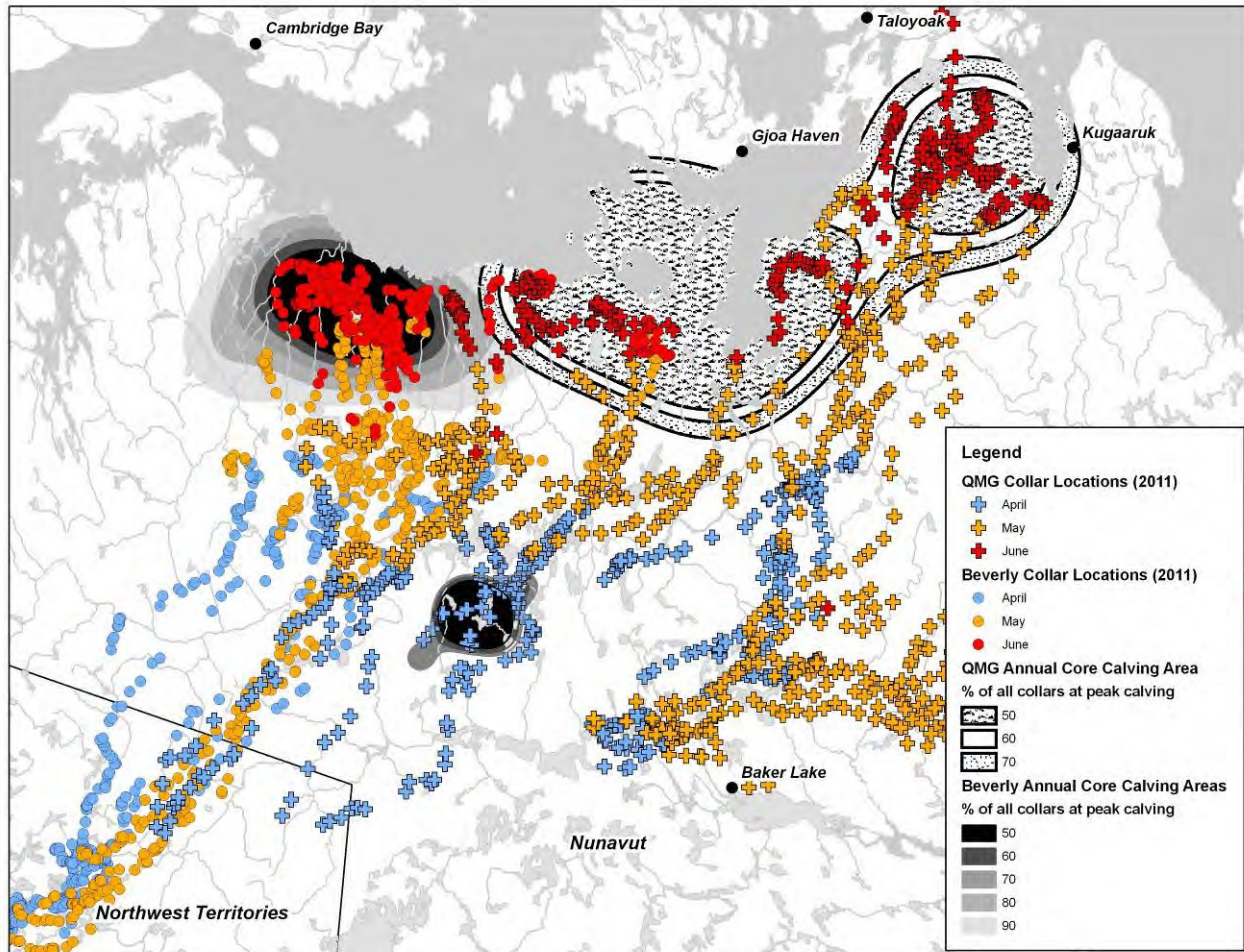 Cambridge Bay
Taloyoak
Gjoa Haven
Kugaaruk
Baker Lake
Nunavut
Northwest Territories
Legend
QMG Collar Locations (2011)
April
May
June
Beverly Collar Locations (2011)
April
May
June
QMG Annual Core Calving Area
% of all collars at peak calving
50
60
70
Beverly Annual Core Calving Areas
% of all collars at peak calving
50
60
70
80
90